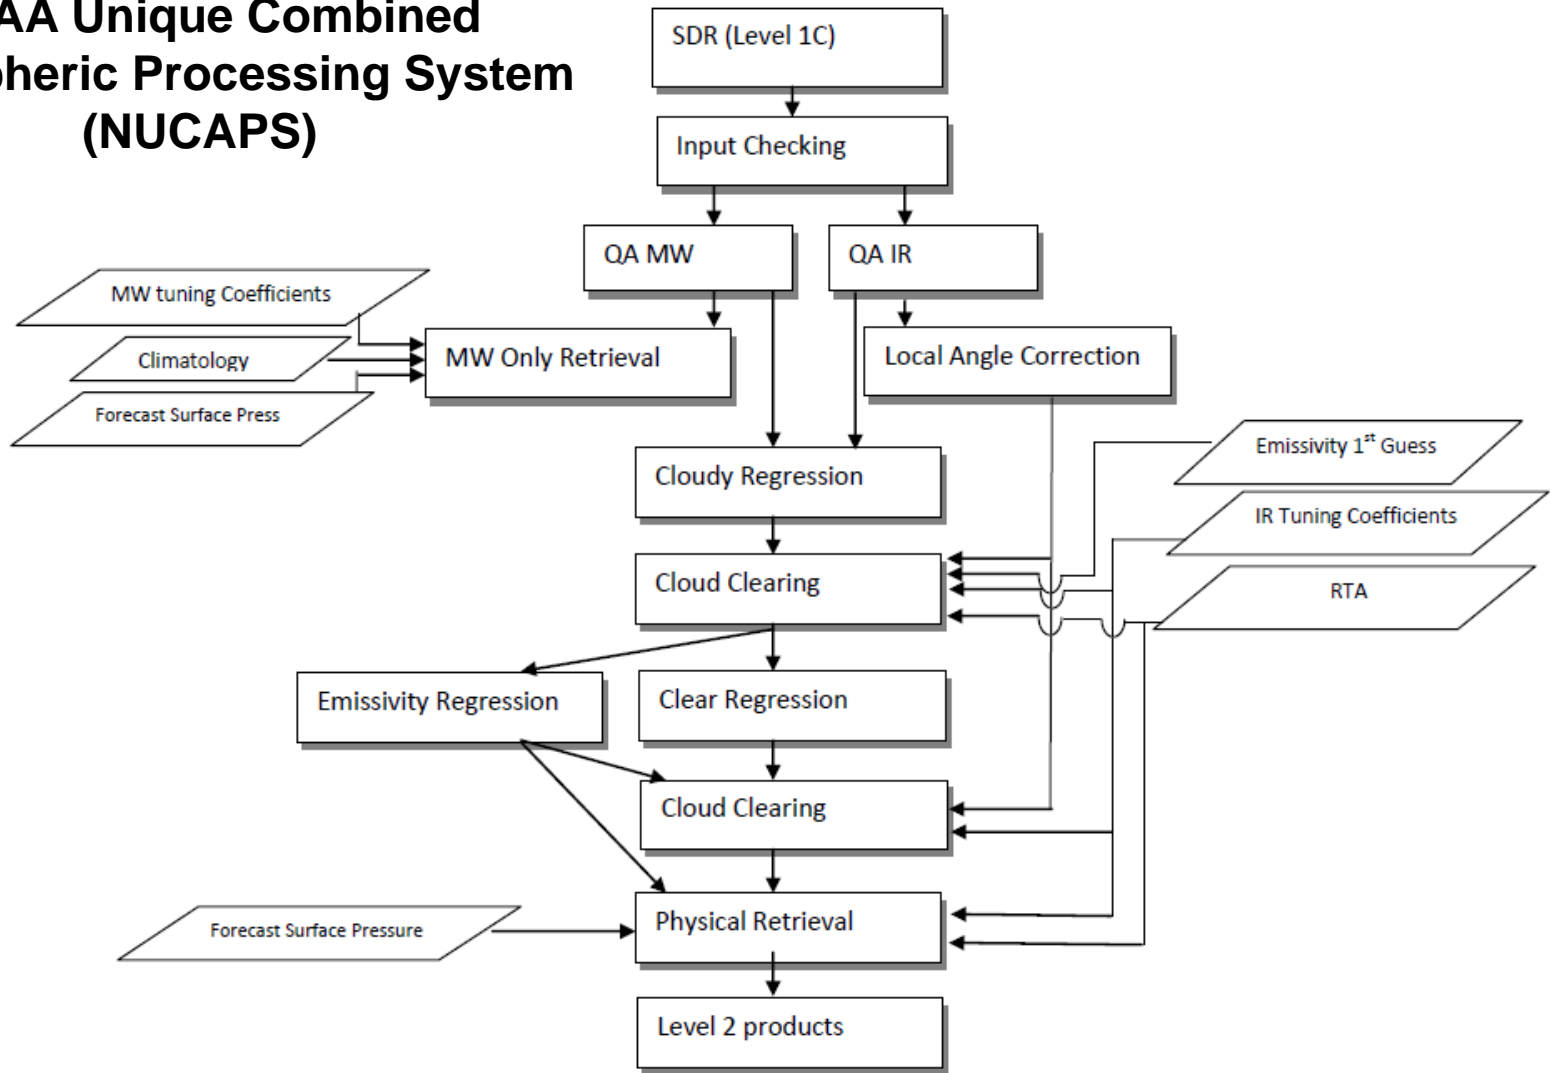 AA Unique Combined
pheric Processing System
(NUCAPS)
SDR (Level 1C)
Input Checking
QA MW
QA IR
MW tuning Coefficients
Climatology
Forecast Surface Press
MW Only Retrieval
Local Angle Correction
Cloudy Regression
Emissivity 1st Guess
IR Tuning Coefficients
RTA
Cloud Clearing
Emissivity Regression
Clear Regression
Cloud Clearing
Forecast Surface Pressure
Physical Retrieval
Level 2 products